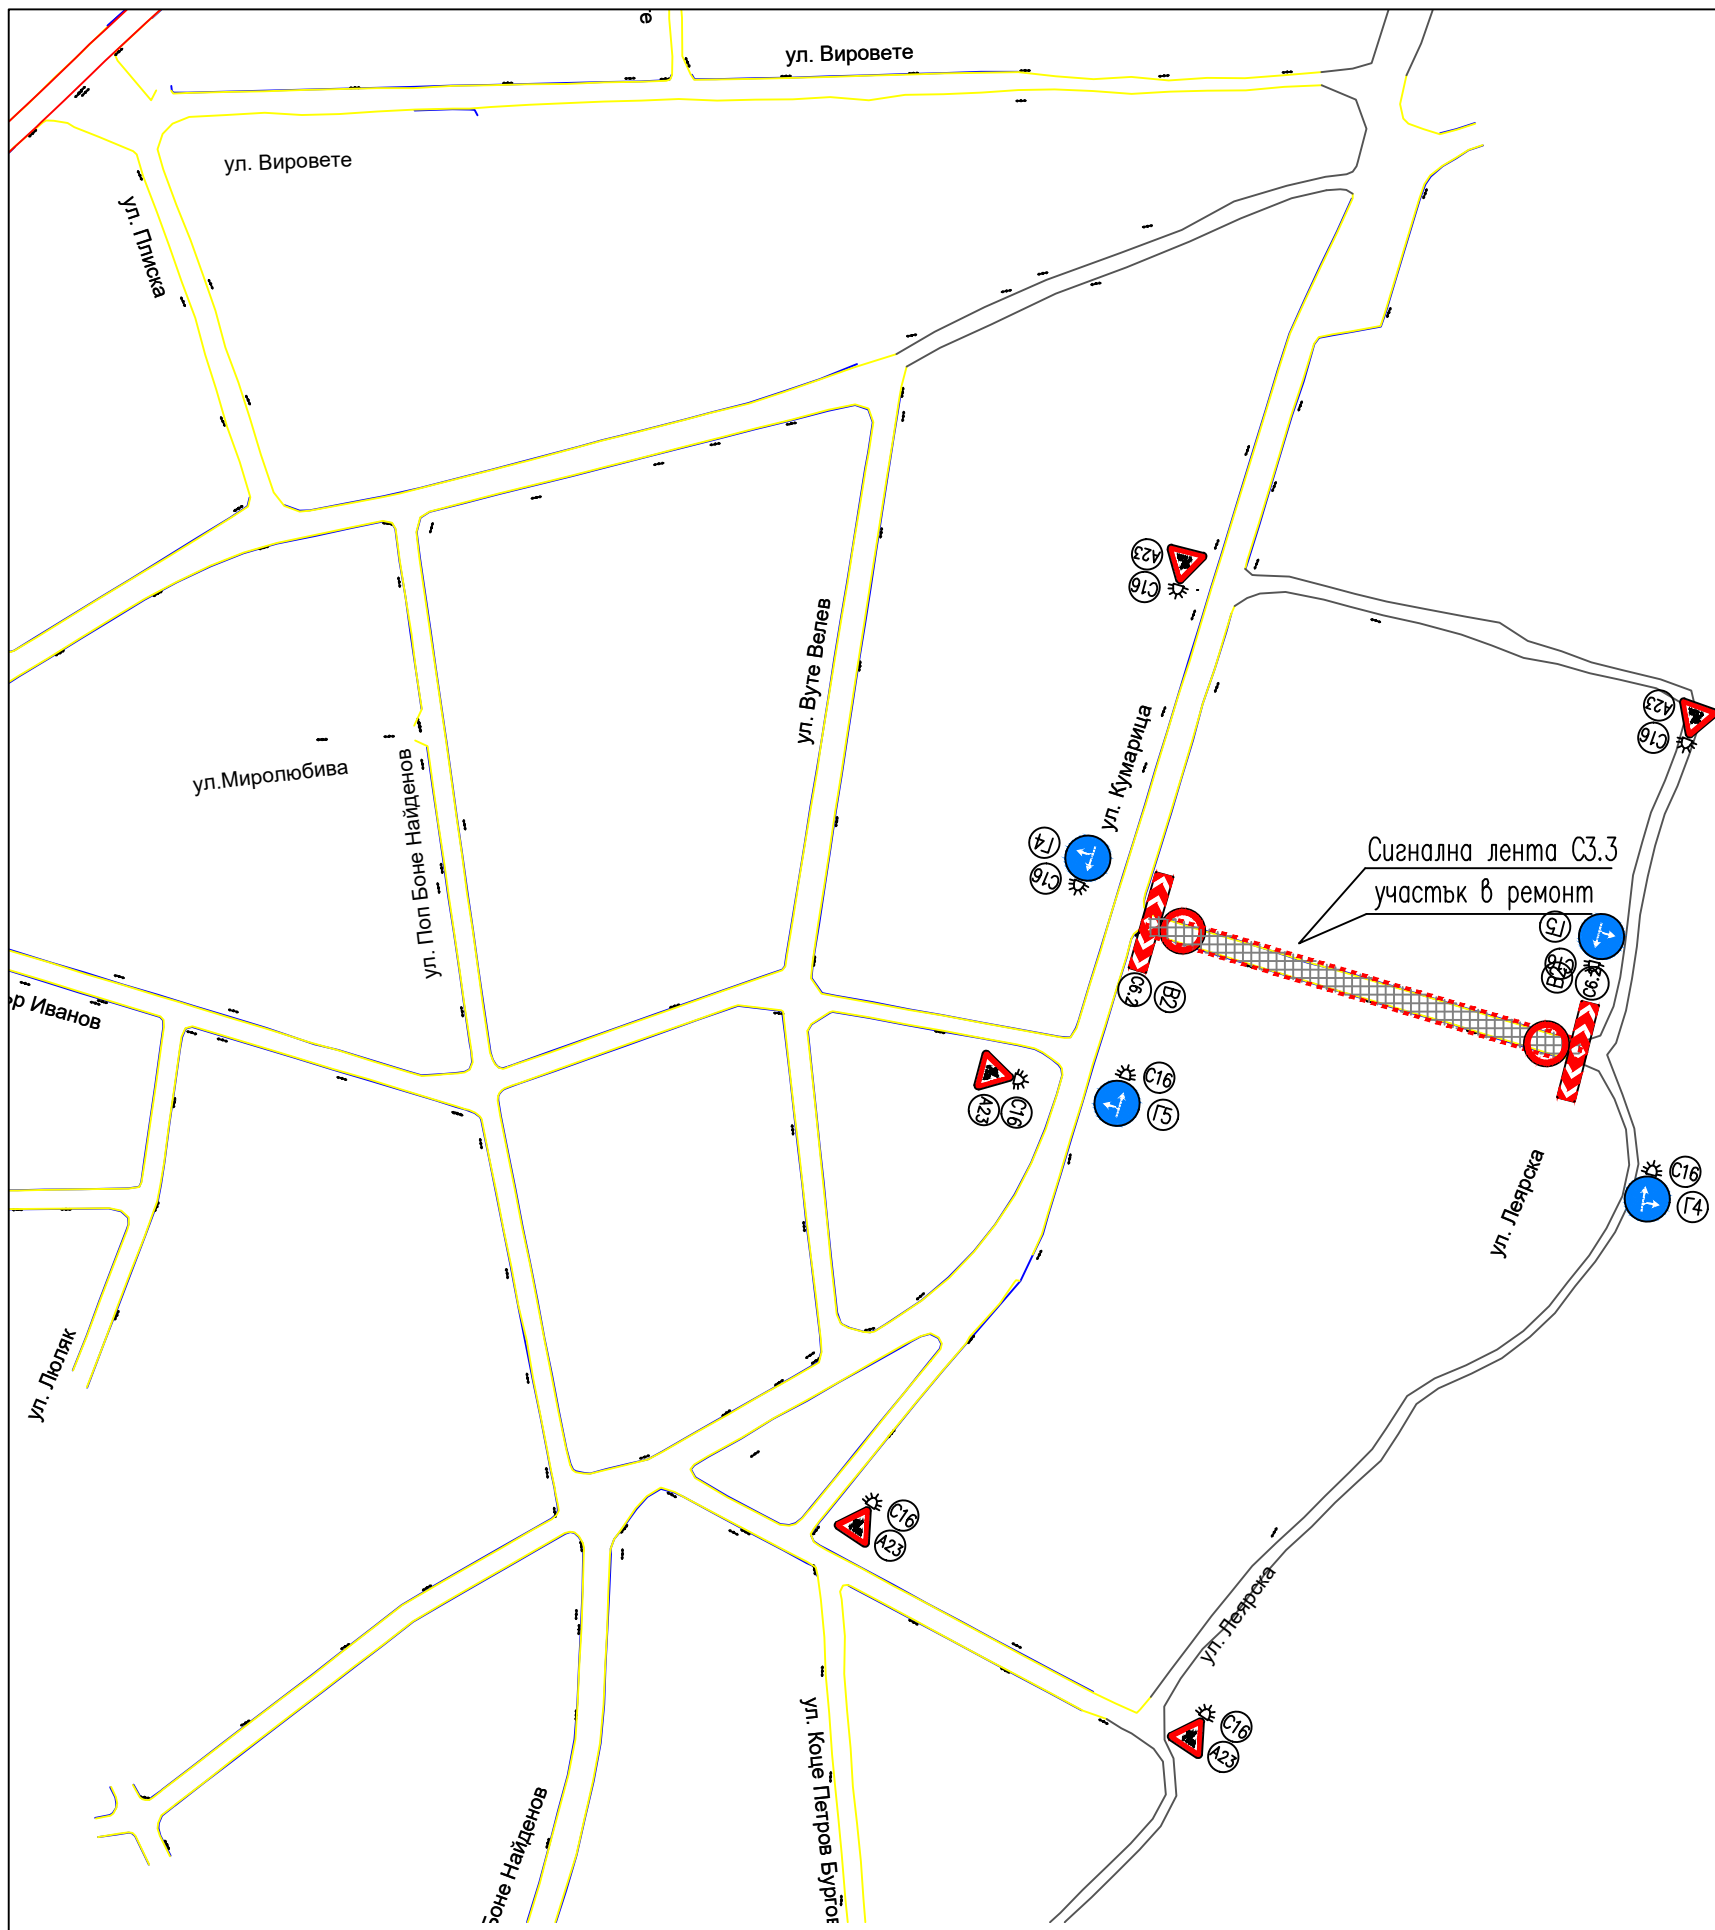 е
ул. Вировете
ул. Вировете
ул. Плиска
А23
С16
ул. Вуте Велев
А23
С16
ул. Кумарица
ул.Миролюбива
ул. Поп Боне Найденов
Г4
С16
Сигнална лента С3.3
участък в ремонт
Г5
В2
С6.2
С6.2
В2
ър Иванов
А23
С16
С16
Г5
ул. Леярска
С16
Г4
ул. Люляк
С16
А23
ул. Леярска
С16
А23
ул. Коце Петров Бургов
Боне Найденов